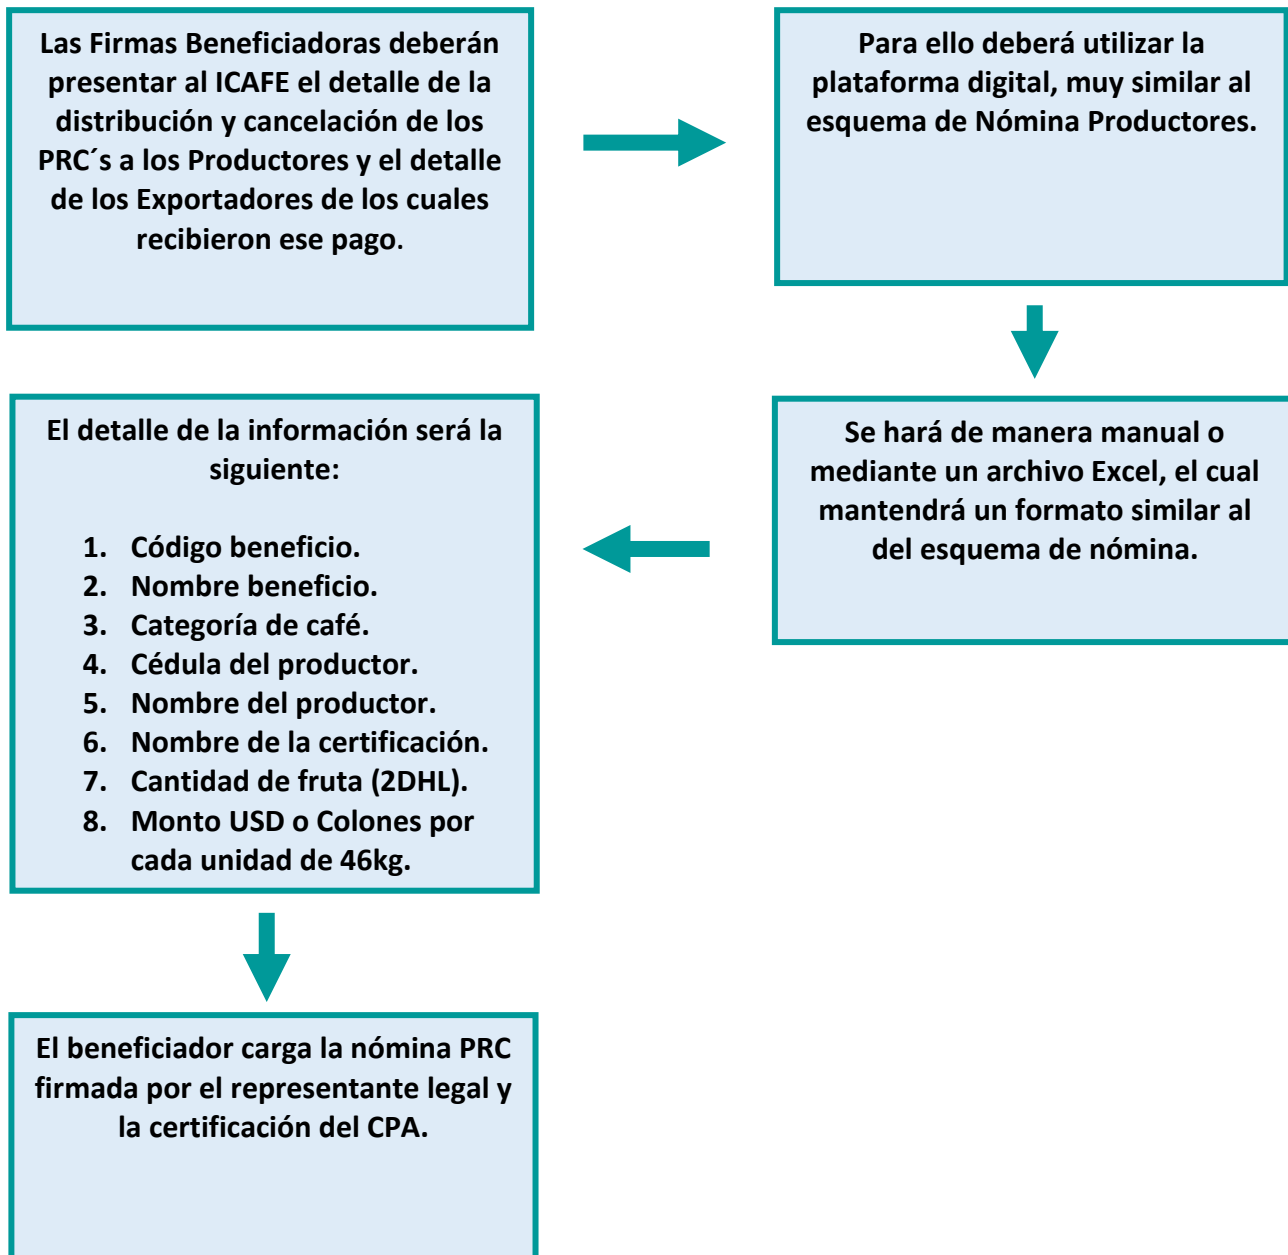 Las Firmas Beneficiadoras deberán
presentar al ICAFE el detalle de la
distribución y cancelación de los
PRC´s a los Productores y el detalle
de los Exportadores de los cuales
recibieron ese pago.
Para ello deberá utilizar la
plataforma digital, muy similar al
esquema de Nómina Productores.
Se hará de manera manual o
mediante un archivo Excel, el cual
mantendrá un formato similar al
del esquema de nómina.
El detalle de la información será la
siguiente:
1. Código beneficio.
2. Nombre beneficio.
3. Categoría de café.
4. Cédula del productor.
5. Nombre del productor.
6. Nombre de la certificación.
7. Cantidad de fruta (2DHL).
8. Monto USD o Colones por
cada unidad de 46kg.
El beneficiador carga la nómina PRC
firmada por el representante legal y
la certificación del CPA.